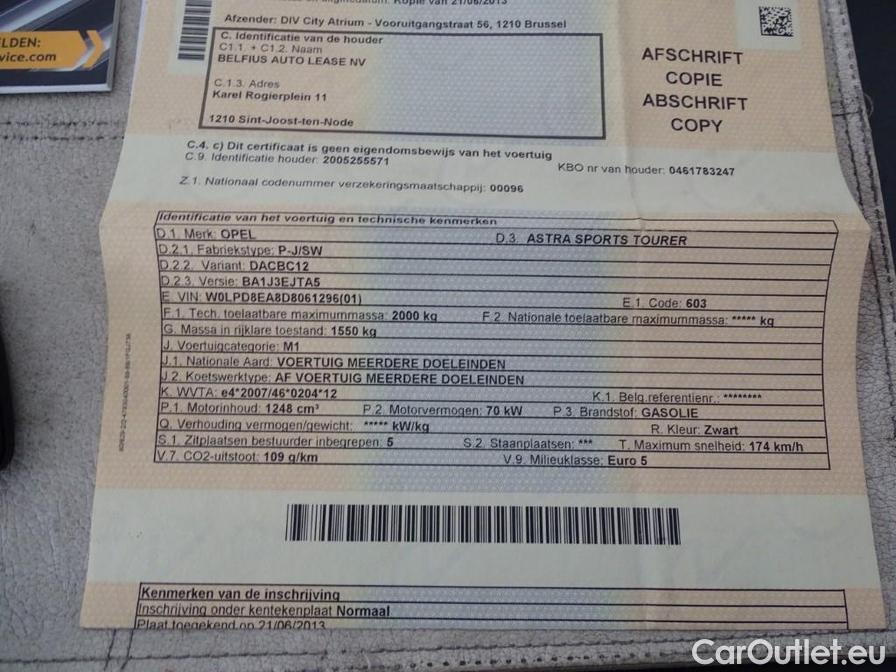 Kopie van 21/06/2013
Afzender: DIV City Atrium - Vooruitgangstraat 56, 1210 Brussel
ELDEN:
vice.com
C. Identificatie van de houder
C1.1. + C1.2. Naam
BELFIUS AUTO LEASE NV
C.1.3. Adres
Karel Rogierplein 11
1210 Sint-Joost-ten-Node
AFSCHRIFT
COPIE
ABSCHRIFT
COPY
C.4. c) Dit certificaat is geen eigendomsbewijs van het voertuig
C.9. Identificatie houder: 2005255571
KBO nr van houder: 0461783247
Z.1. Nationaal codenummer verzekeringsmaatschappij: 00096
Identificatie van het voertuig en technische kenmerken
D.1. Merk: OPEL D.3. ASTRA SPORTS TOURER
D.2.1. Fabriekstype: P-J/SW
D.2.2. Variant: DACBC12
D.2.3. Versie: BA1J3EJTA5
E. VIN: W0LPD8EA8D8061296(01) E.1. Code: 603
F.1. Tech. toelaatbare maximummassa: 2000 kg F.2. Nationale toelaatbare maximummassa: ***** kg
G. Massa in rijklare toestand: 1550 kg
J. Voertuigcategorie: M1
J.1. Nationale Aard: VOERTUIG MEERDERE DOELEINDEN
J.2. Koetswerktype: AF VOERTUIG MEERDERE DOELEINDEN
K. WVTA: e4*2007/46*0204*12 K.1. Belg.referentienr.: ********
P.1. Motorinhoud: 1248 cm³ P.2. Motorvermogen: 70 kW P.3. Brandstof: GASOLIE
Q. Verhouding vermogen/gewicht: ***** kW/kg R. Kleur: Zwart
S.1. Zitplaatsen bestuurder inbegrepen: 5 S.2. Staanplaatsen: *** T. Maximum snelheid: 174 km/h
V.7. CO2-uitstoot: 109 g/km V.9. Milieuklasse: Euro 5
Kenmerken van de inschrijving
Inschrijving onder kentekenplaat Normaal
Plaat toegekend op 21/06/2013
CarOutlet.eu